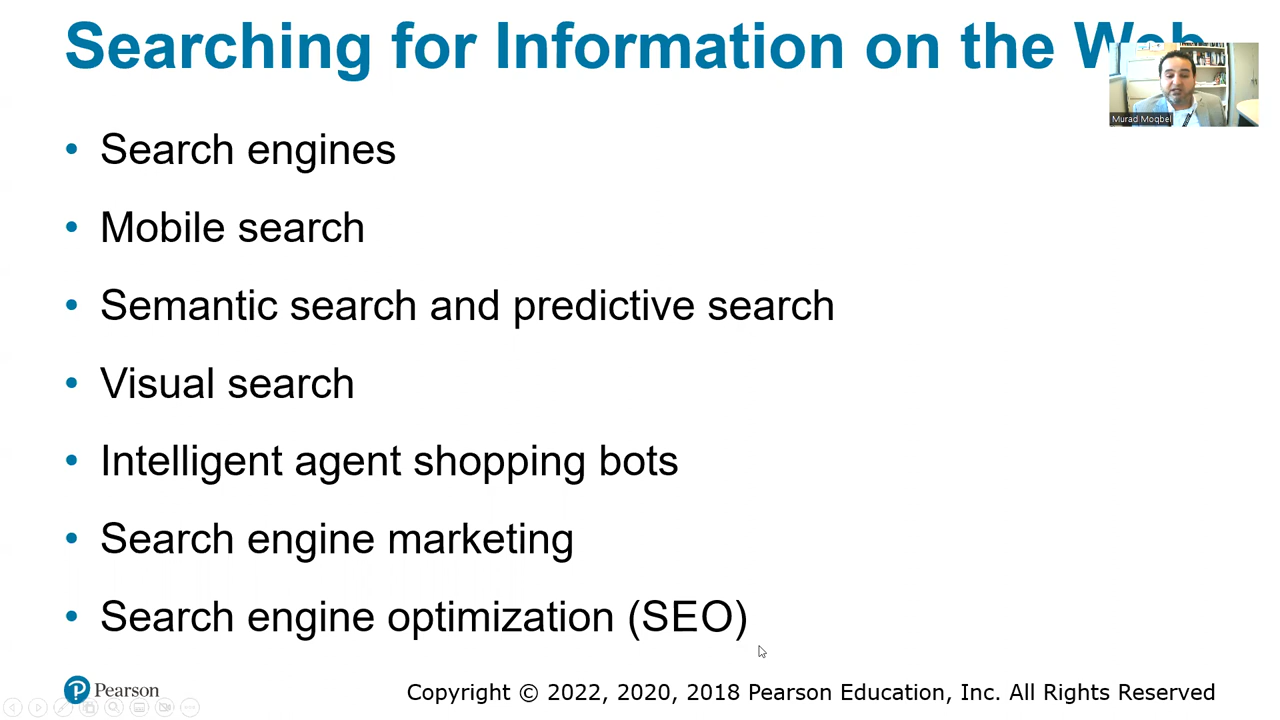 Searching for Information on the Web
Murad Moqbel
• Search engines
• Mobile search
• Semantic search and predictive search
• Visual search
• Intelligent agent shopping bots
• Search engine marketing
• Search engine optimization (SEO)
Pearson
Copyright © 2022, 2020, 2018 Pearson Education, Inc. All Rights Reserved